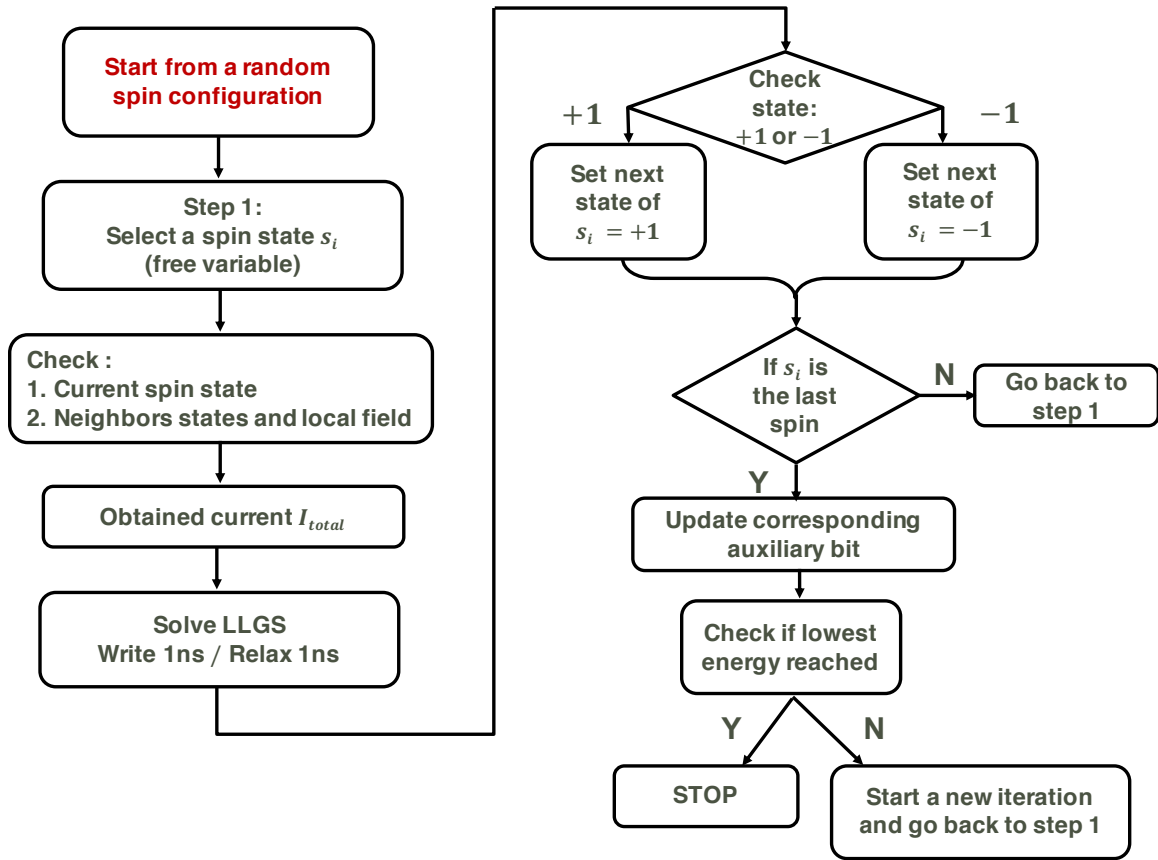 Start from a random
spin configuration
Step 1:
Select a spin state s_i
(free variable)
Check :
1. Current spin state
2. Neighbors states and local field
Obtained current I_total
Solve LLGS
Write 1ns / Relax 1ns
Check
state:
+1 or −1
+1
−1
Set next
state of
s_i = +1
Set next
state of
s_i = −1
If s_i is
the last
spin
N
Go back to
step 1
Y
Update corresponding
auxiliary bit
Check if lowest
energy reached
Y
N
STOP
Start a new iteration
and go back to step 1